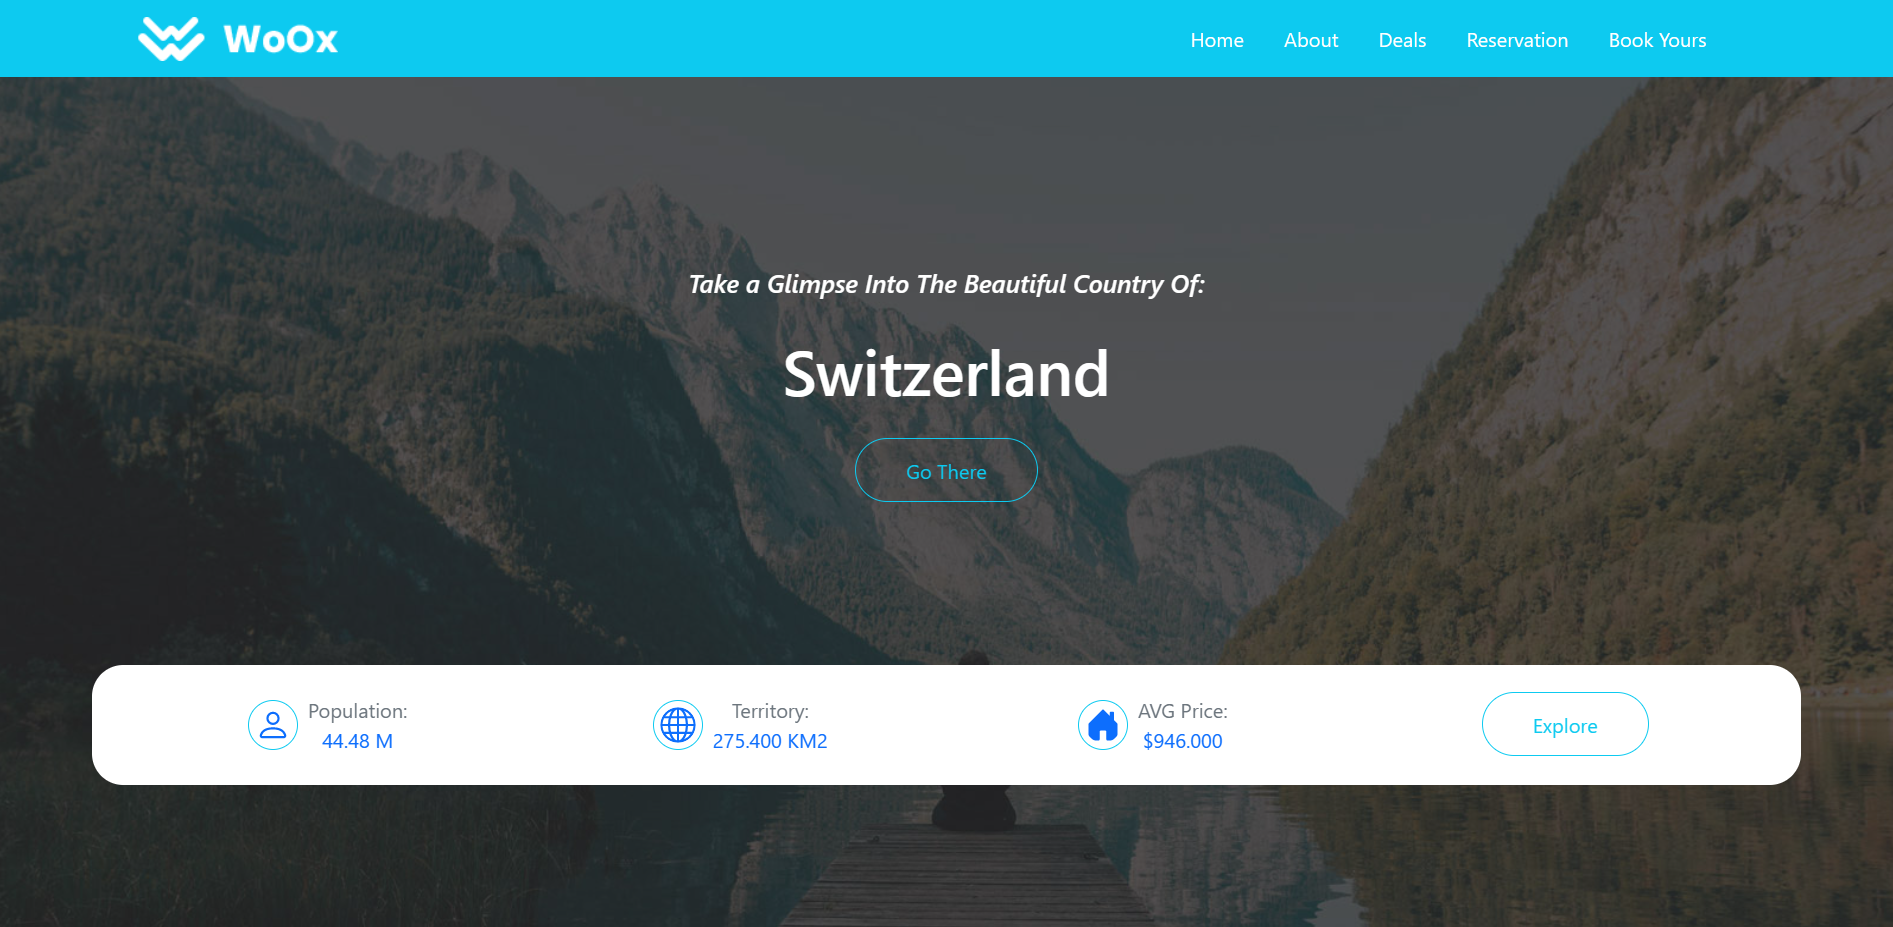 WoOx
Home
About
Deals
Reservation
Book Yours
Take a Glimpse Into The Beautiful Country Of:
Switzerland
Go There
Population:
44.48 M
Territory:
275.400 KM2
AVG Price:
$946.000
Explore